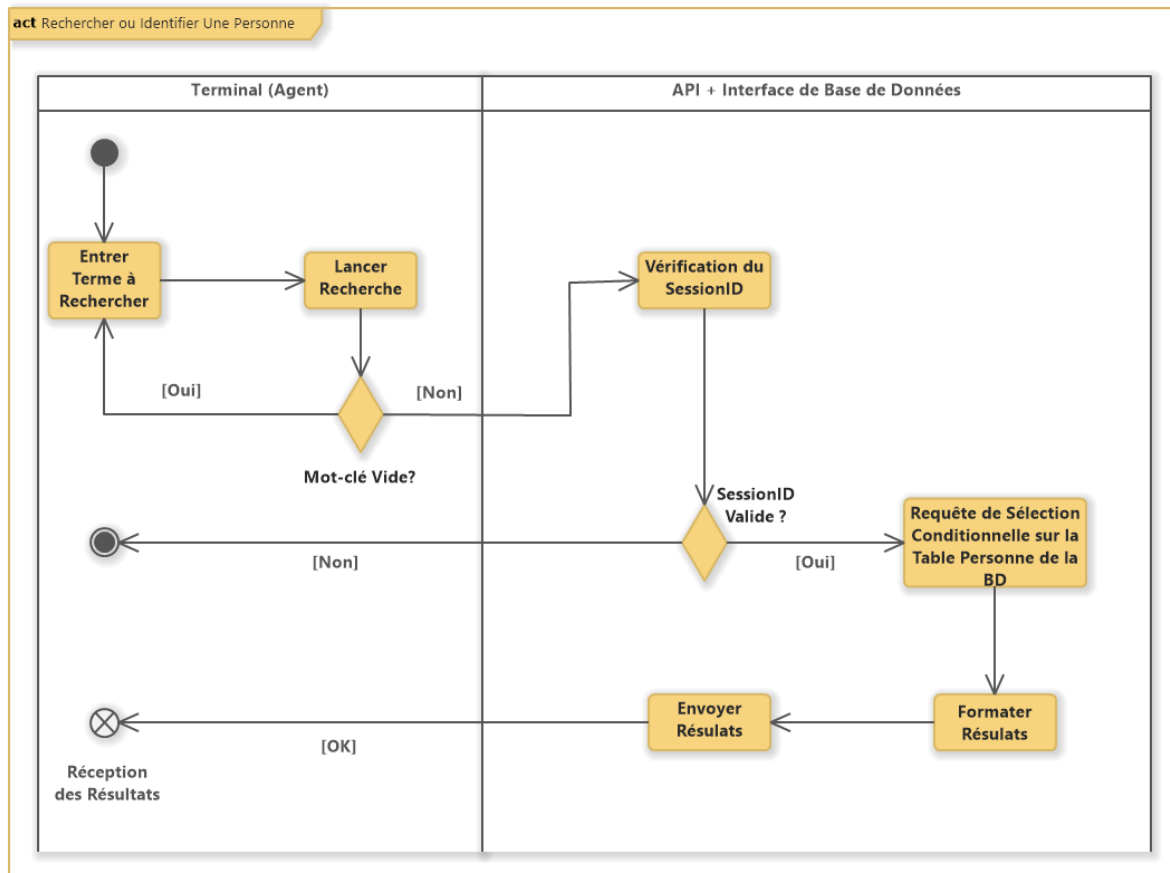 act Rechercher ou Identifier Une Personne
Terminal (Agent)
API + Interface de Base de Données
Entrer
Terme à
Rechercher
Lancer
Recherche
Vérification du
SessionID
[Oui]
[Non]
Mot-clé Vide?
SessionID
Valide ?
[Non]
[Oui]
Requête de Sélection
Conditionnelle sur la
Table Personne de la
BD
Formater
Résulats
Envoyer
Résulats
[OK]
Réception
des Résultats